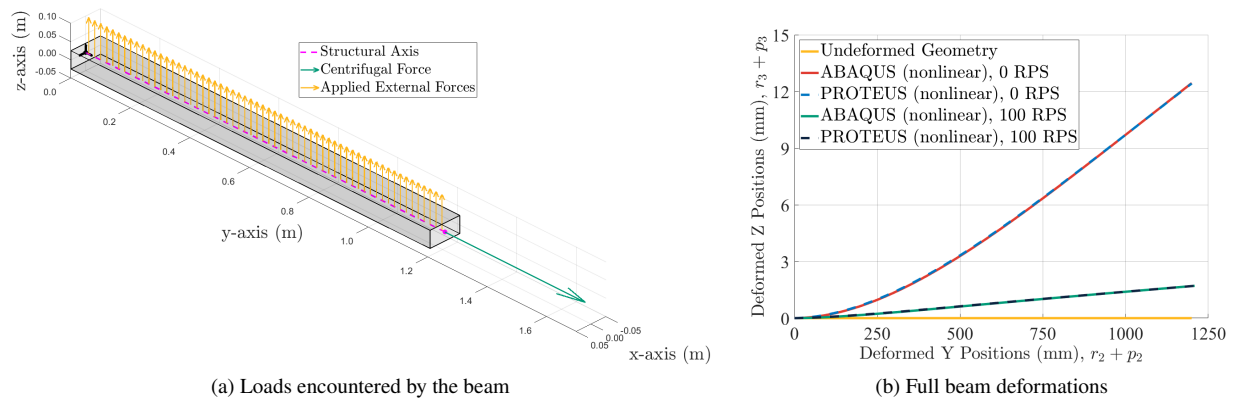 z-axis (m)
0.10
0.05
0.00
-0.05
0.0
0.2
0.4
0.6
0.8
1.0
1.2
1.4
1.6
y-axis (m)
-0.05
0.00
0.05
x-axis (m)
Structural Axis
Centrifugal Force
Applied External Forces
(a) Loads encountered by the beam
Deformed Z Positions (mm), r₃ + p₃
15
12
9
6
3
0
Undeformed Geometry
ABAQUS (nonlinear), 0 RPS
PROTEUS (nonlinear), 0 RPS
ABAQUS (nonlinear), 100 RPS
PROTEUS (nonlinear), 100 RPS
0 250 500 750 1000 1250
Deformed Y Positions (mm), r₂ + p₂
(b) Full beam deformations